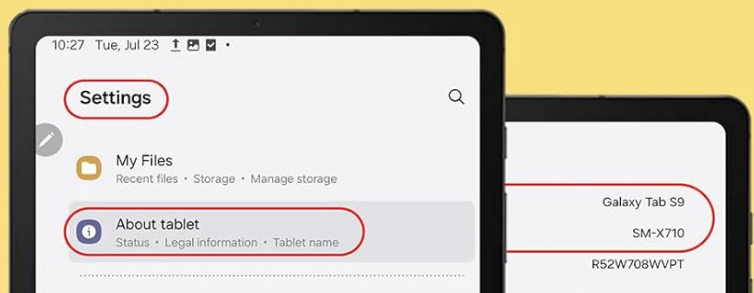 10:27 Tue, Jul 23
Settings
My Files
Recent files • Storage • Manage storage
About tablet
Status • Legal information • Tablet name
Galaxy Tab S9
SM-X710
R52W708WVPT